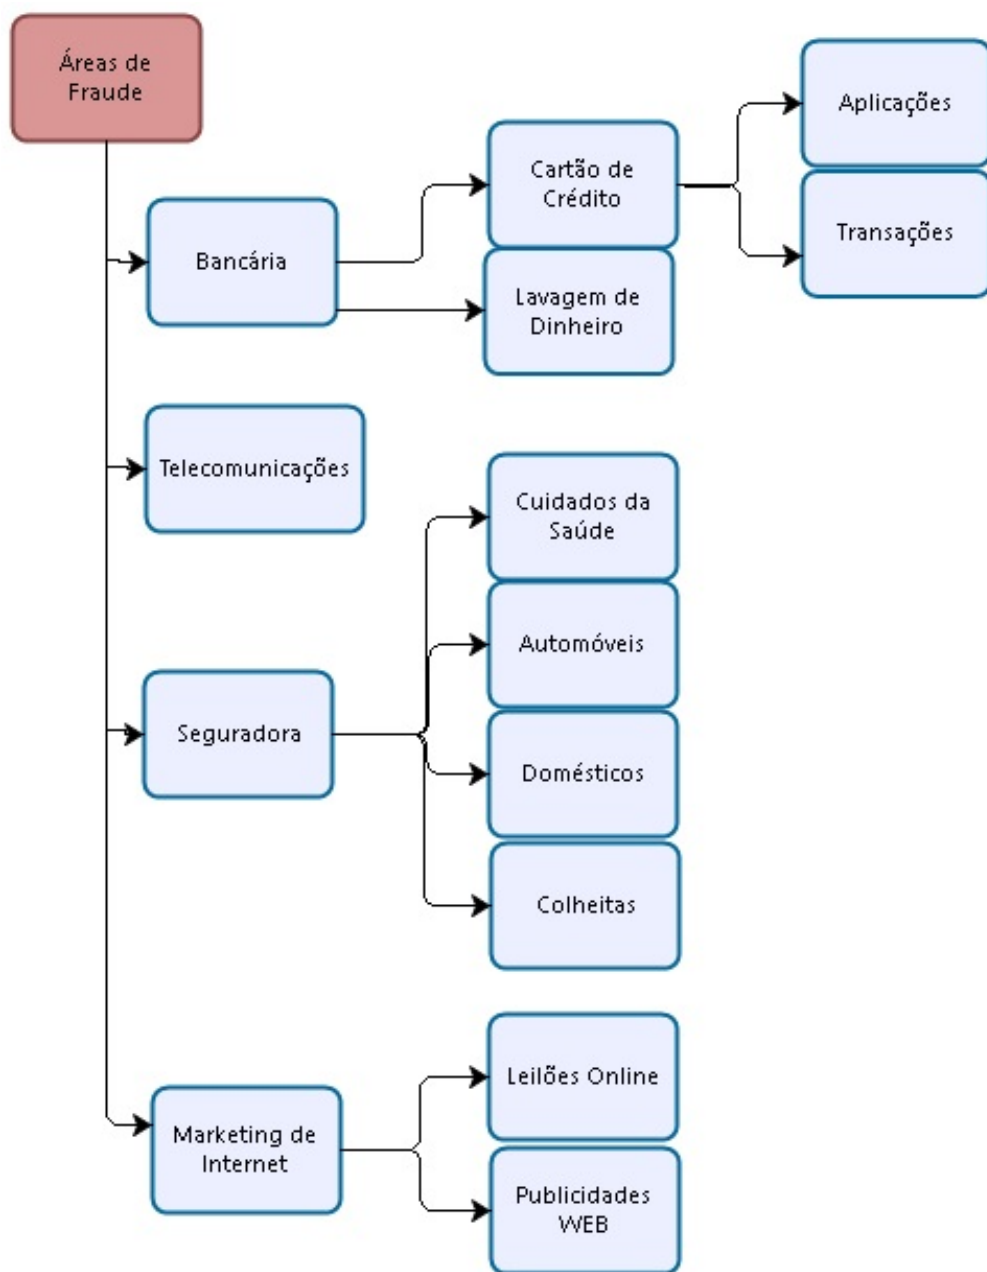 Áreas de
Fraude
Aplicações
Cartão de
Crédito
Transações
Bancária
Lavagem de
Dinheiro
Telecomunicações
Cuidados da
Saúde
Automóveis
Seguradora
Domésticos
Colheitas
Leilões Online
Marketing de
Internet
Publicidades
WEB